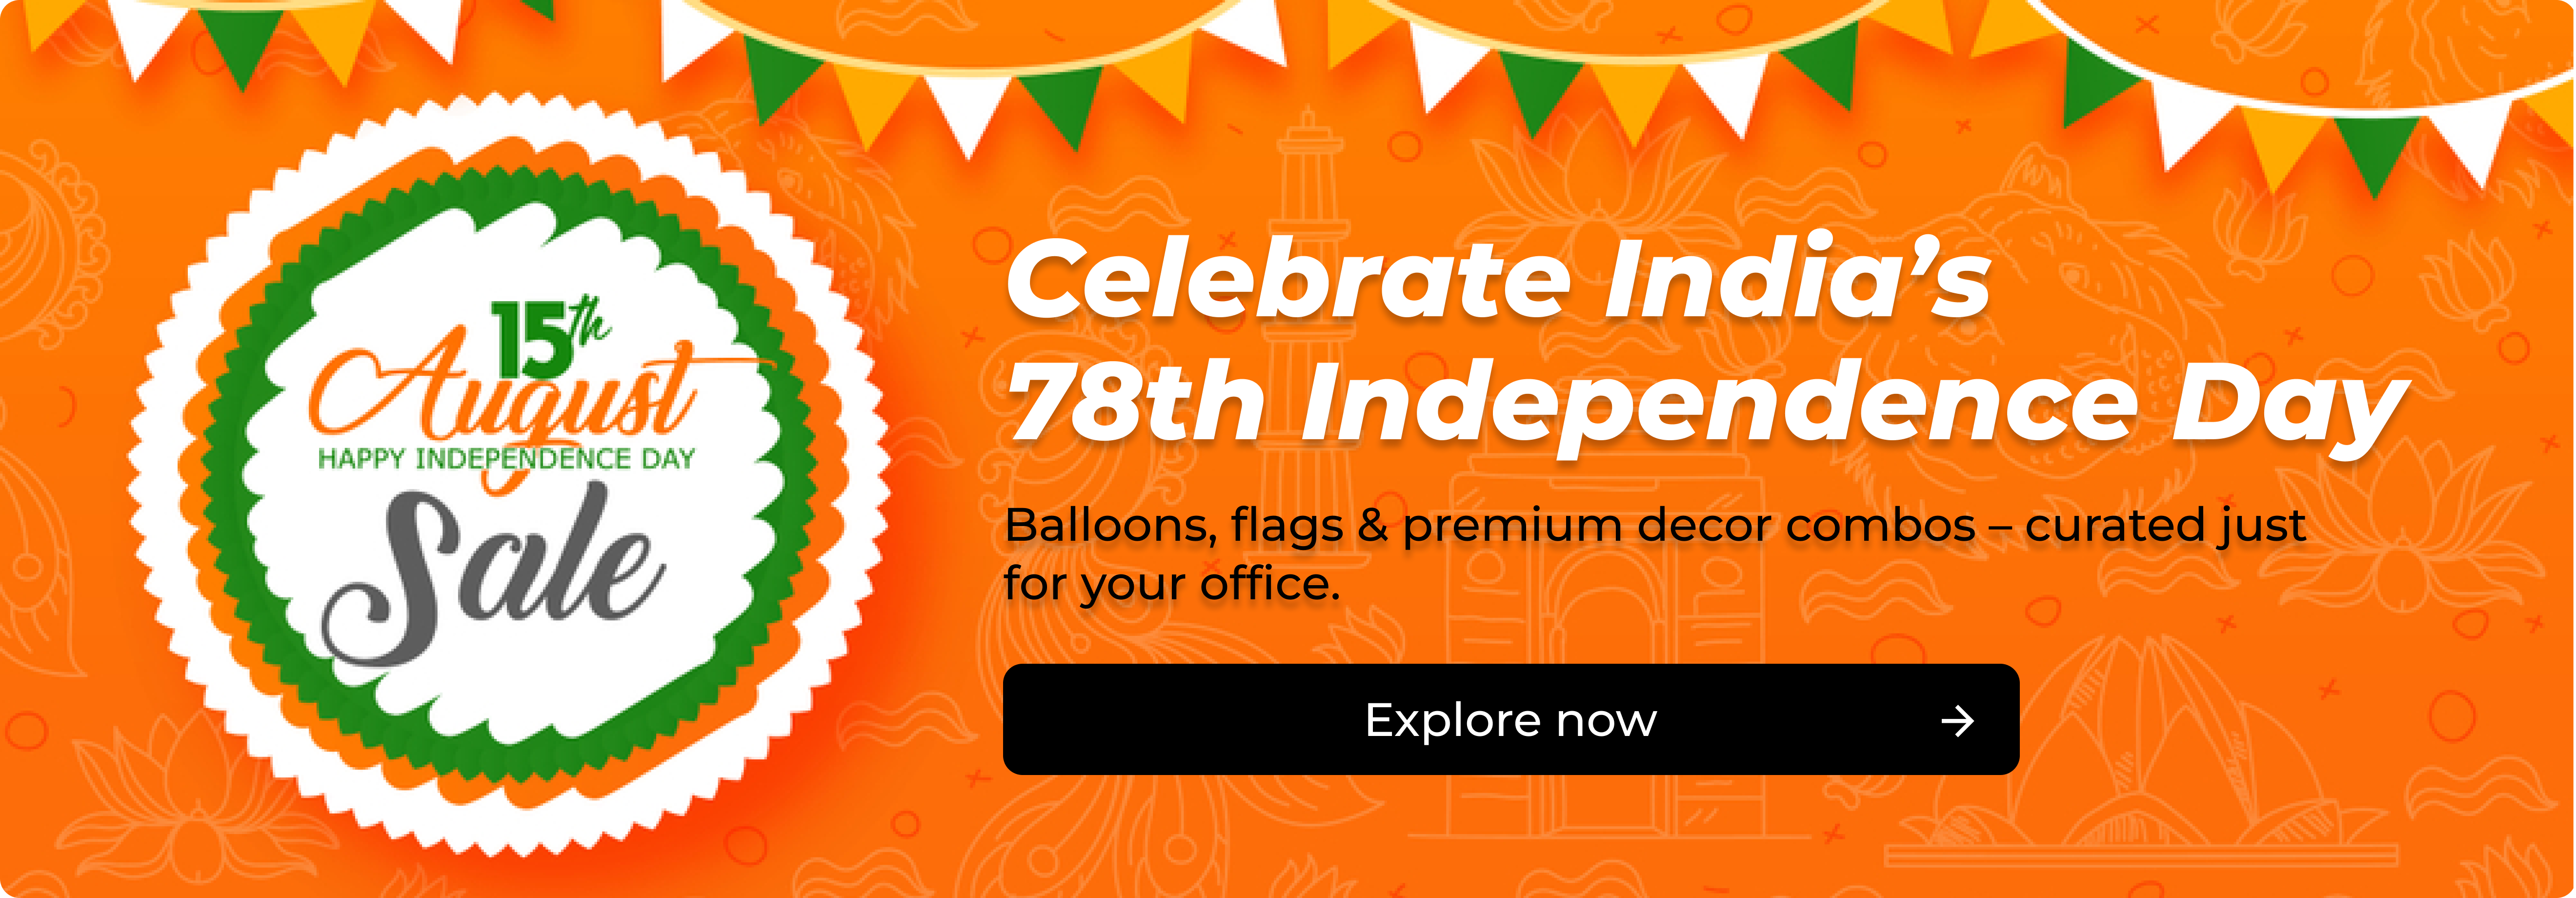 15th
August
HAPPY INDEPENDENCE DAY
Sale
Celebrate India’s
78th Independence Day
Balloons, flags & premium decor combos – curated just
for your office.
Explore now →